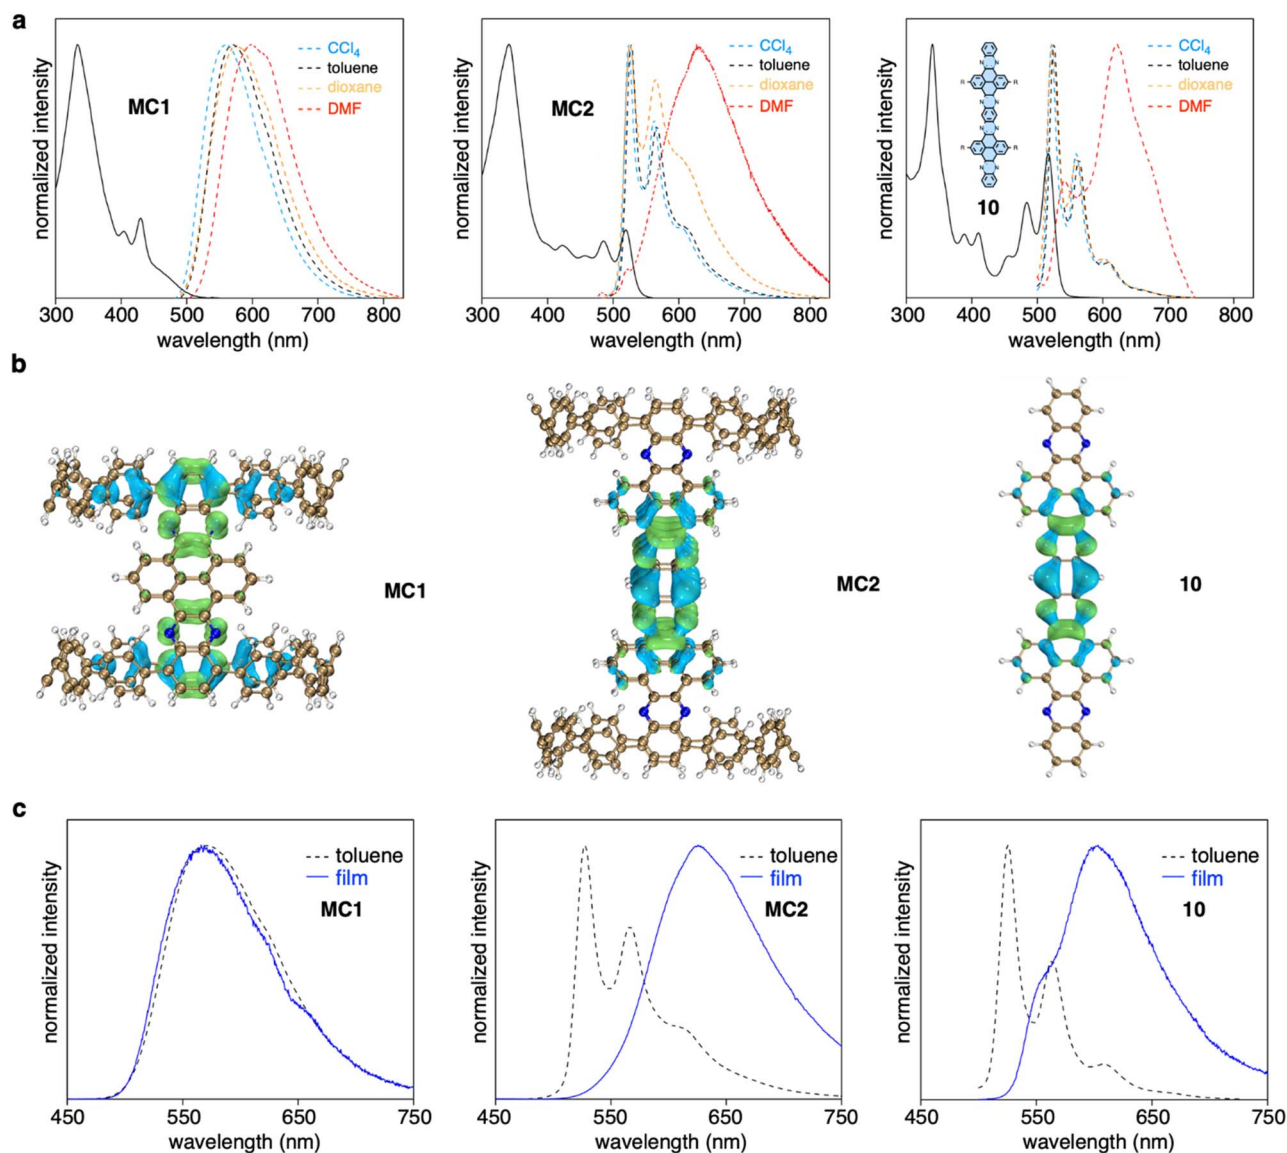 a
normalized intensity
MC1
CCl4
toluene
dioxane
DMF
300 400 500 600 700 800
wavelength (nm)
normalized intensity
MC2
CCl4
toluene
dioxane
DMF
300 400 500 600 700 800
wavelength (nm)
normalized intensity
CCl4
toluene
dioxane
DMF
N N
R R
N N
N N
R R
N N
10
300 400 500 600 700 800
wavelength (nm)
b
MC1
MC2
10
c
normalized intensity
toluene
film
MC1
450 550 650 750
wavelength (nm)
normalized intensity
toluene
film
MC2
450 550 650 750
wavelength (nm)
normalized intensity
toluene
film
10
450 550 650 750
wavelength (nm)